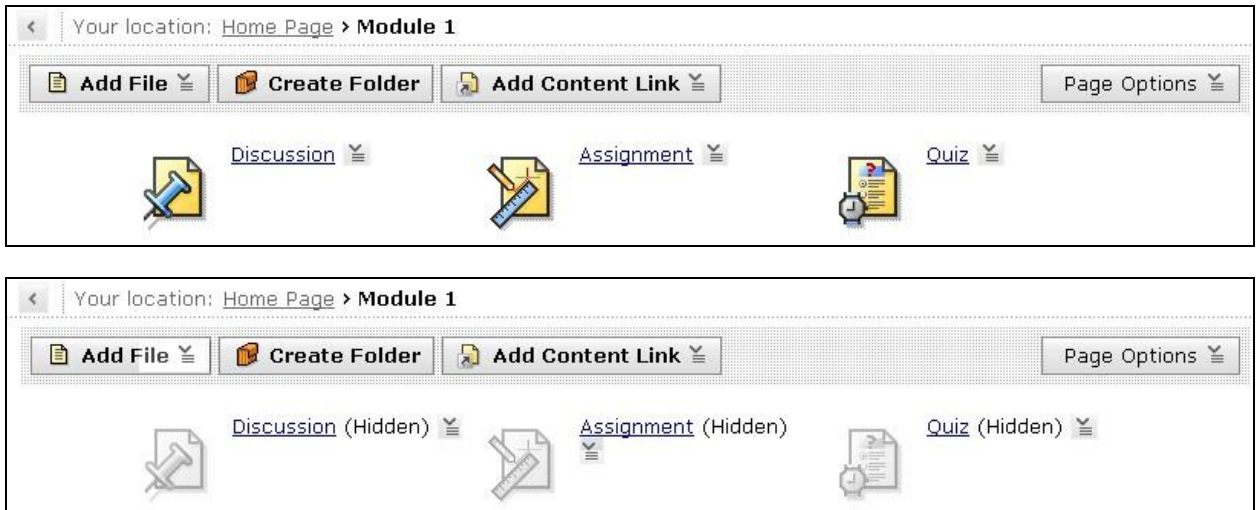 Your location: Home Page › Module 1
Add File Create Folder Add Content Link Page Options
Discussion Assignment Quiz
Your location: Home Page › Module 1
Add File Create Folder Add Content Link Page Options
Discussion (Hidden) Assignment (Hidden) Quiz (Hidden)